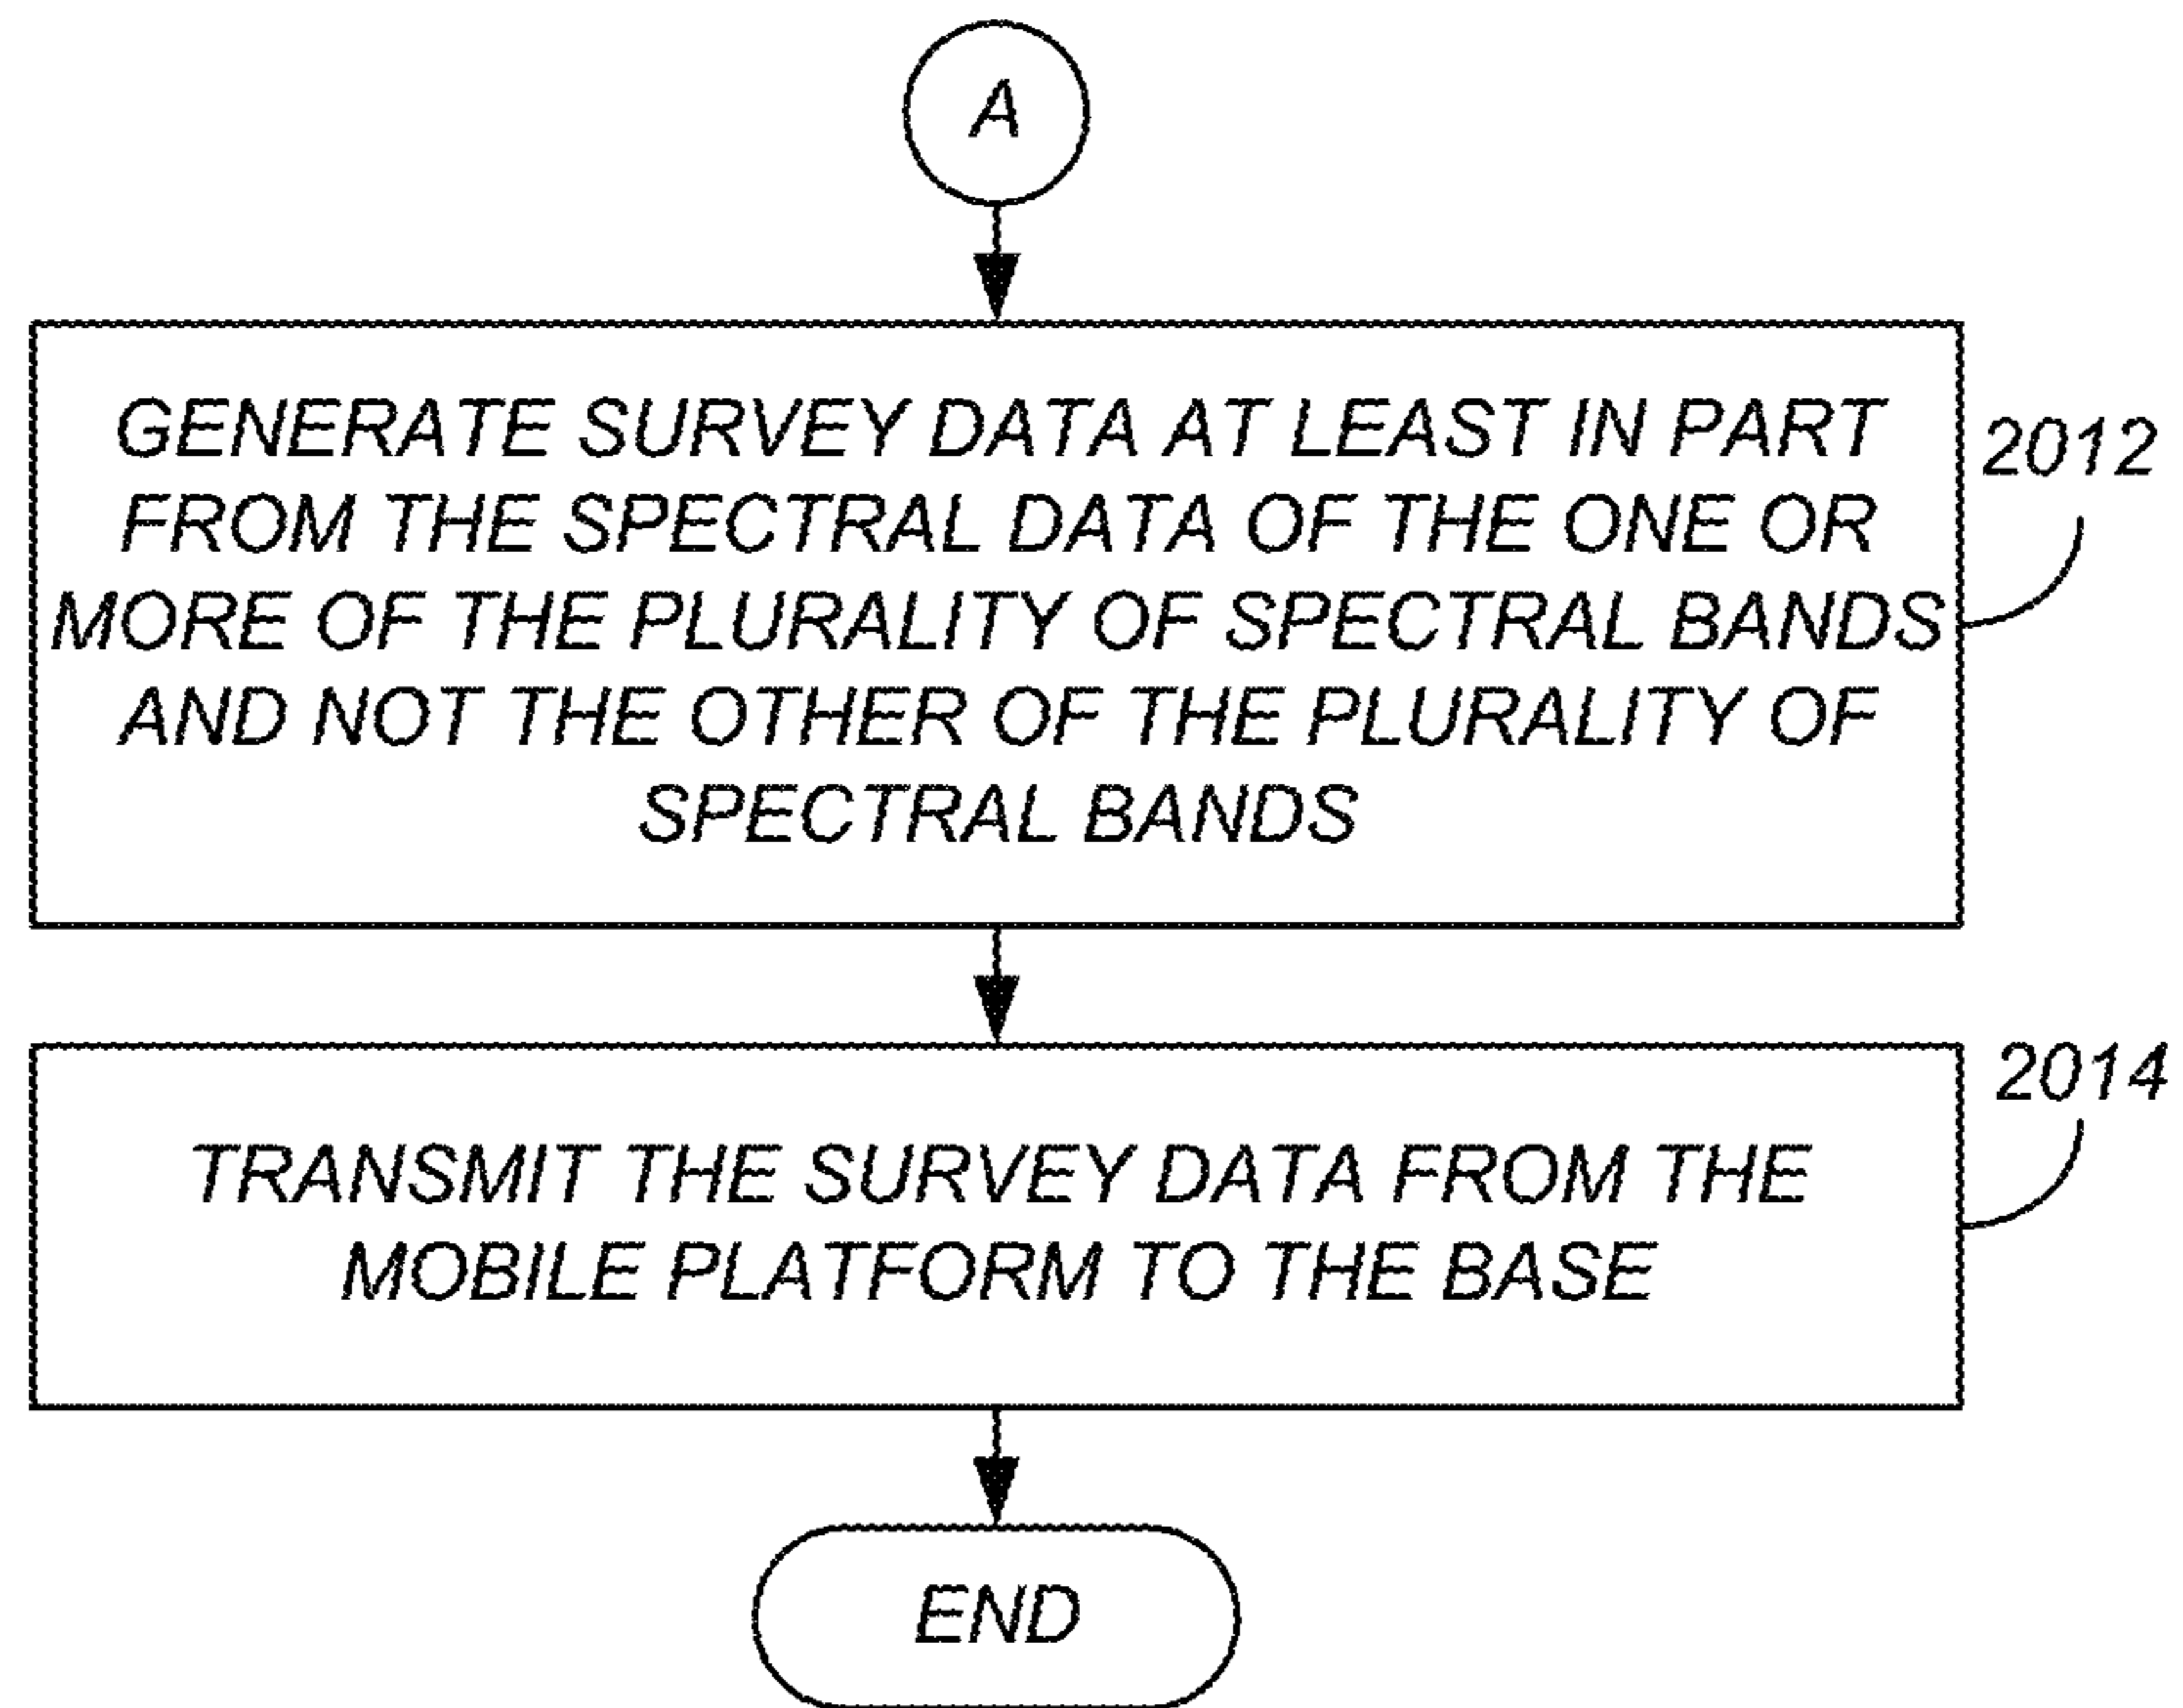 A
GENERATE SURVEY DATA AT LEAST IN PART
FROM THE SPECTRAL DATA OF THE ONE OR
MORE OF THE PLURALITY OF SPECTRAL BANDS
AND NOT THE OTHER OF THE PLURALITY OF
SPECTRAL BANDS
2012
TRANSMIT THE SURVEY DATA FROM THE
MOBILE PLATFORM TO THE BASE
2014
END